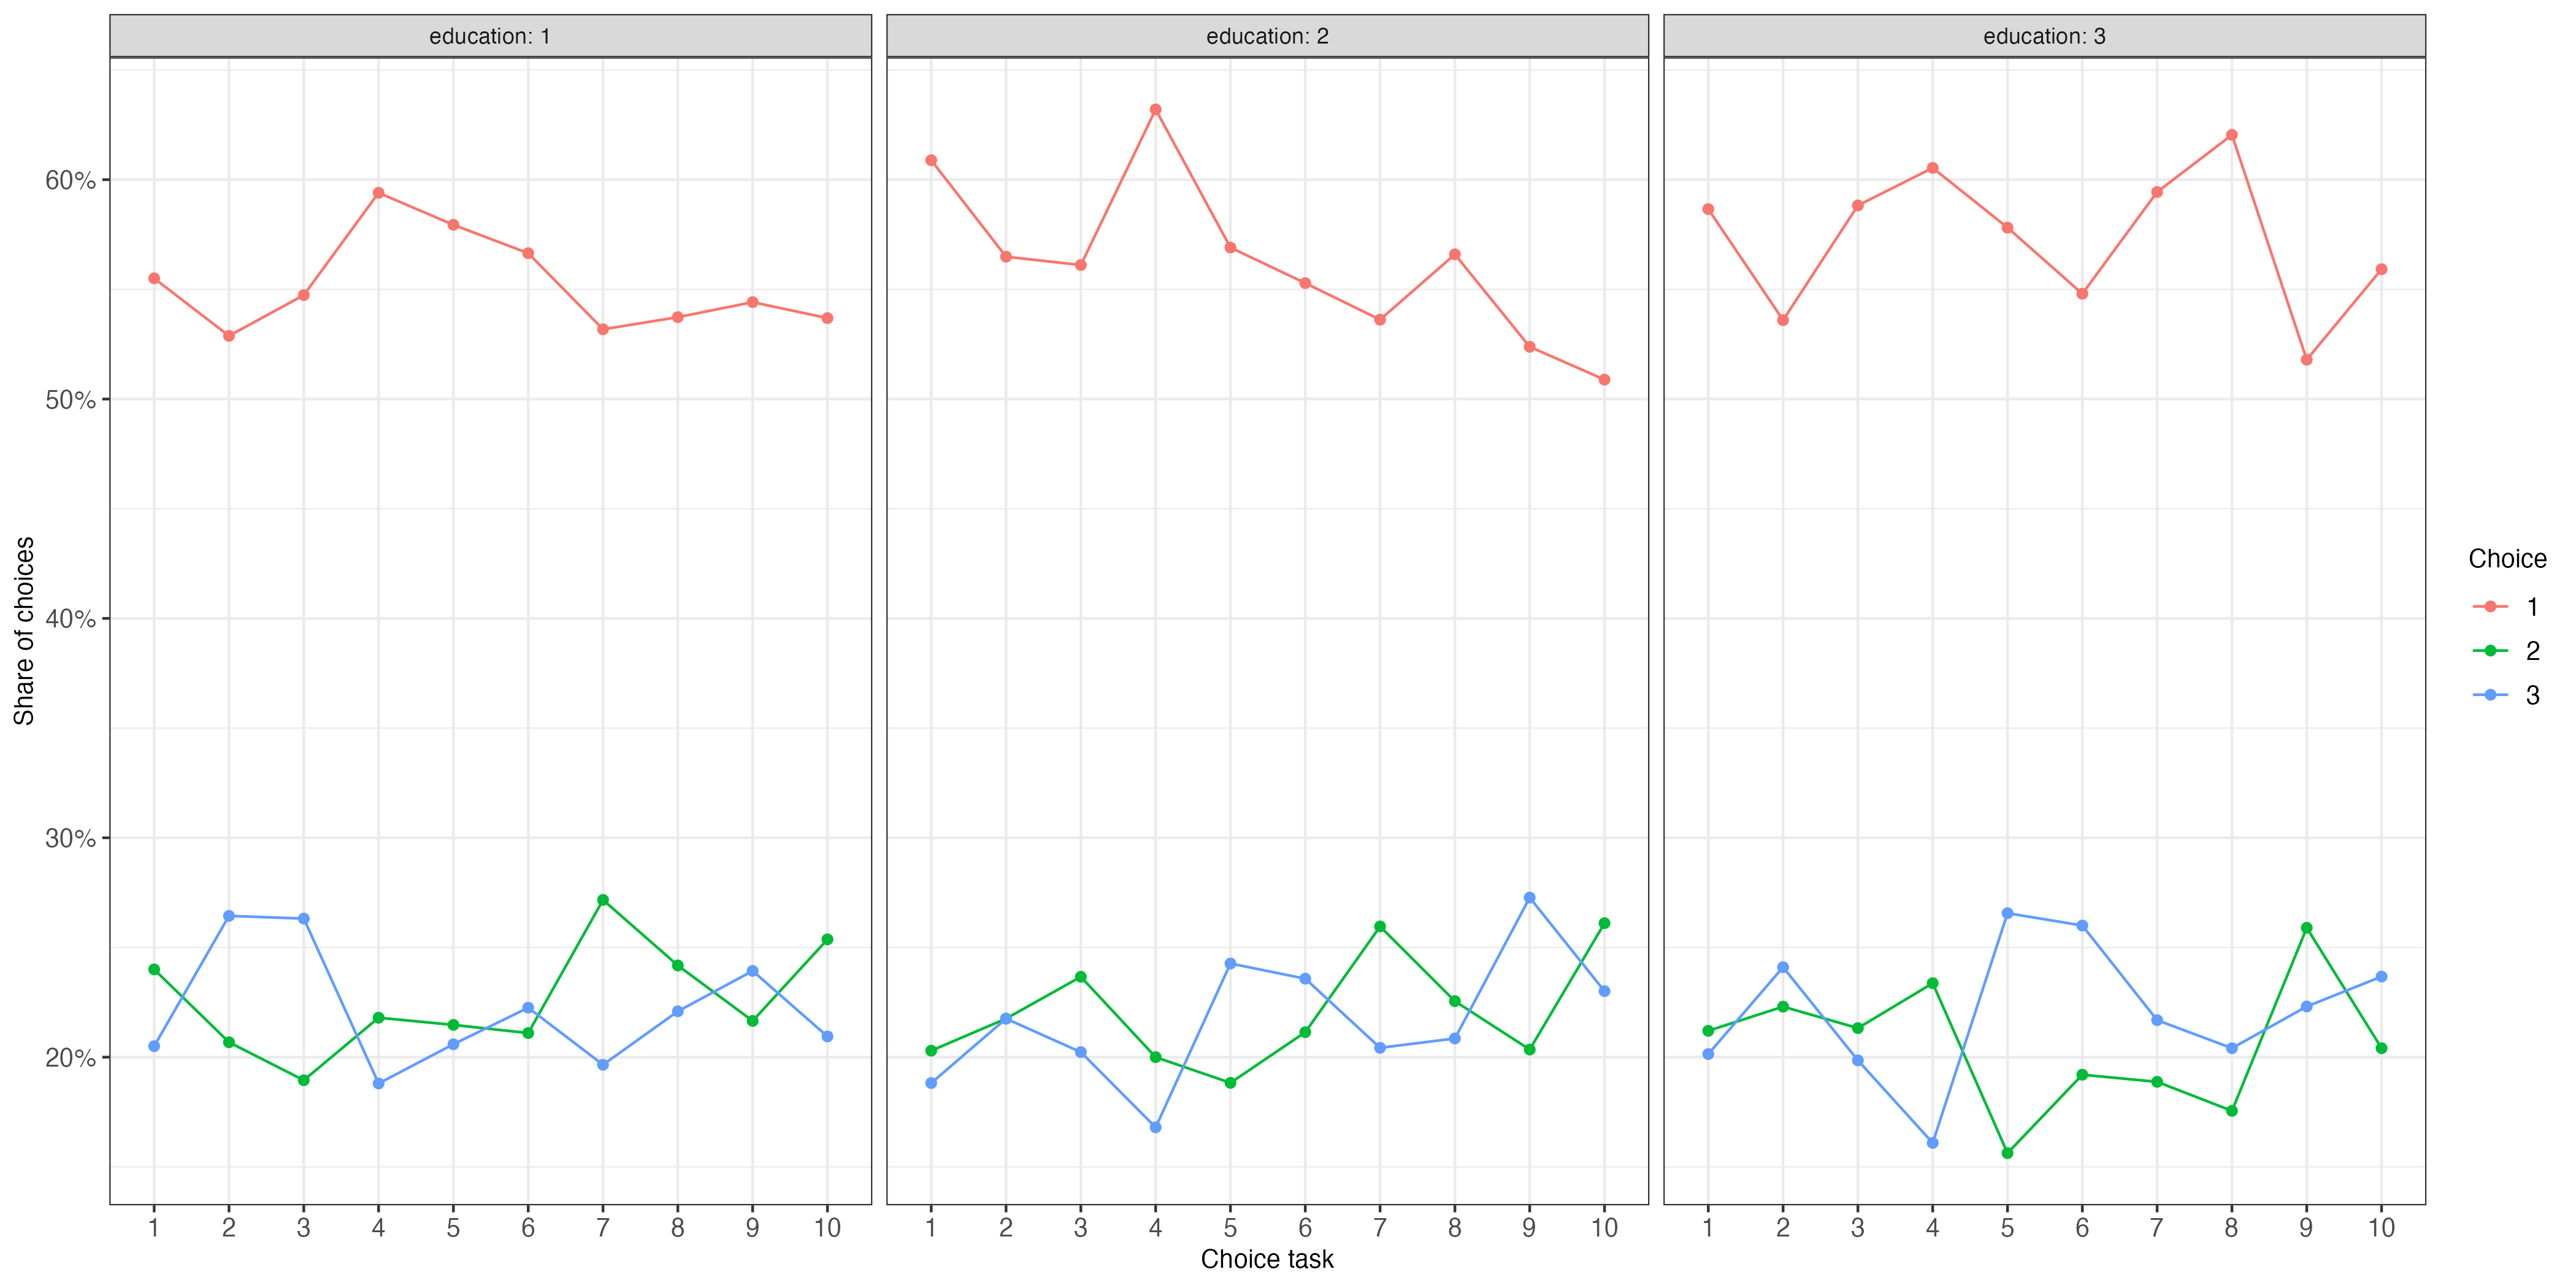 education: 1
education: 2
education: 3
60%
50%
40%
30%
20%
Share of choices
1 2 3 4 5 6 7 8 9 10
1 2 3 4 5 6 7 8 9 10
1 2 3 4 5 6 7 8 9 10
Choice task
Choice
1
2
3